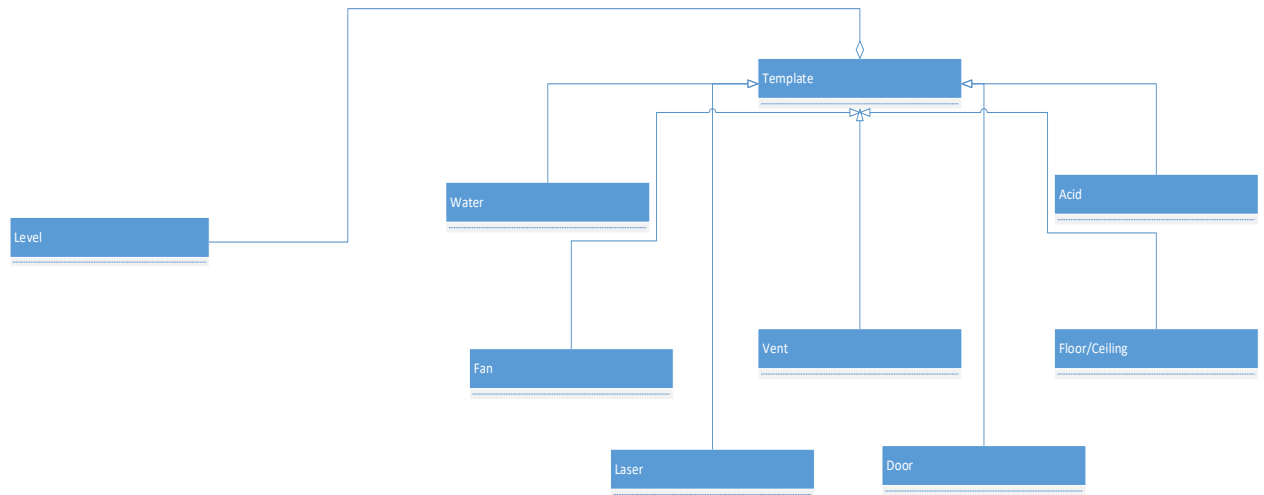 Template
Water
Acid
Level
Fan
Vent
Floor/Ceiling
Laser
Door